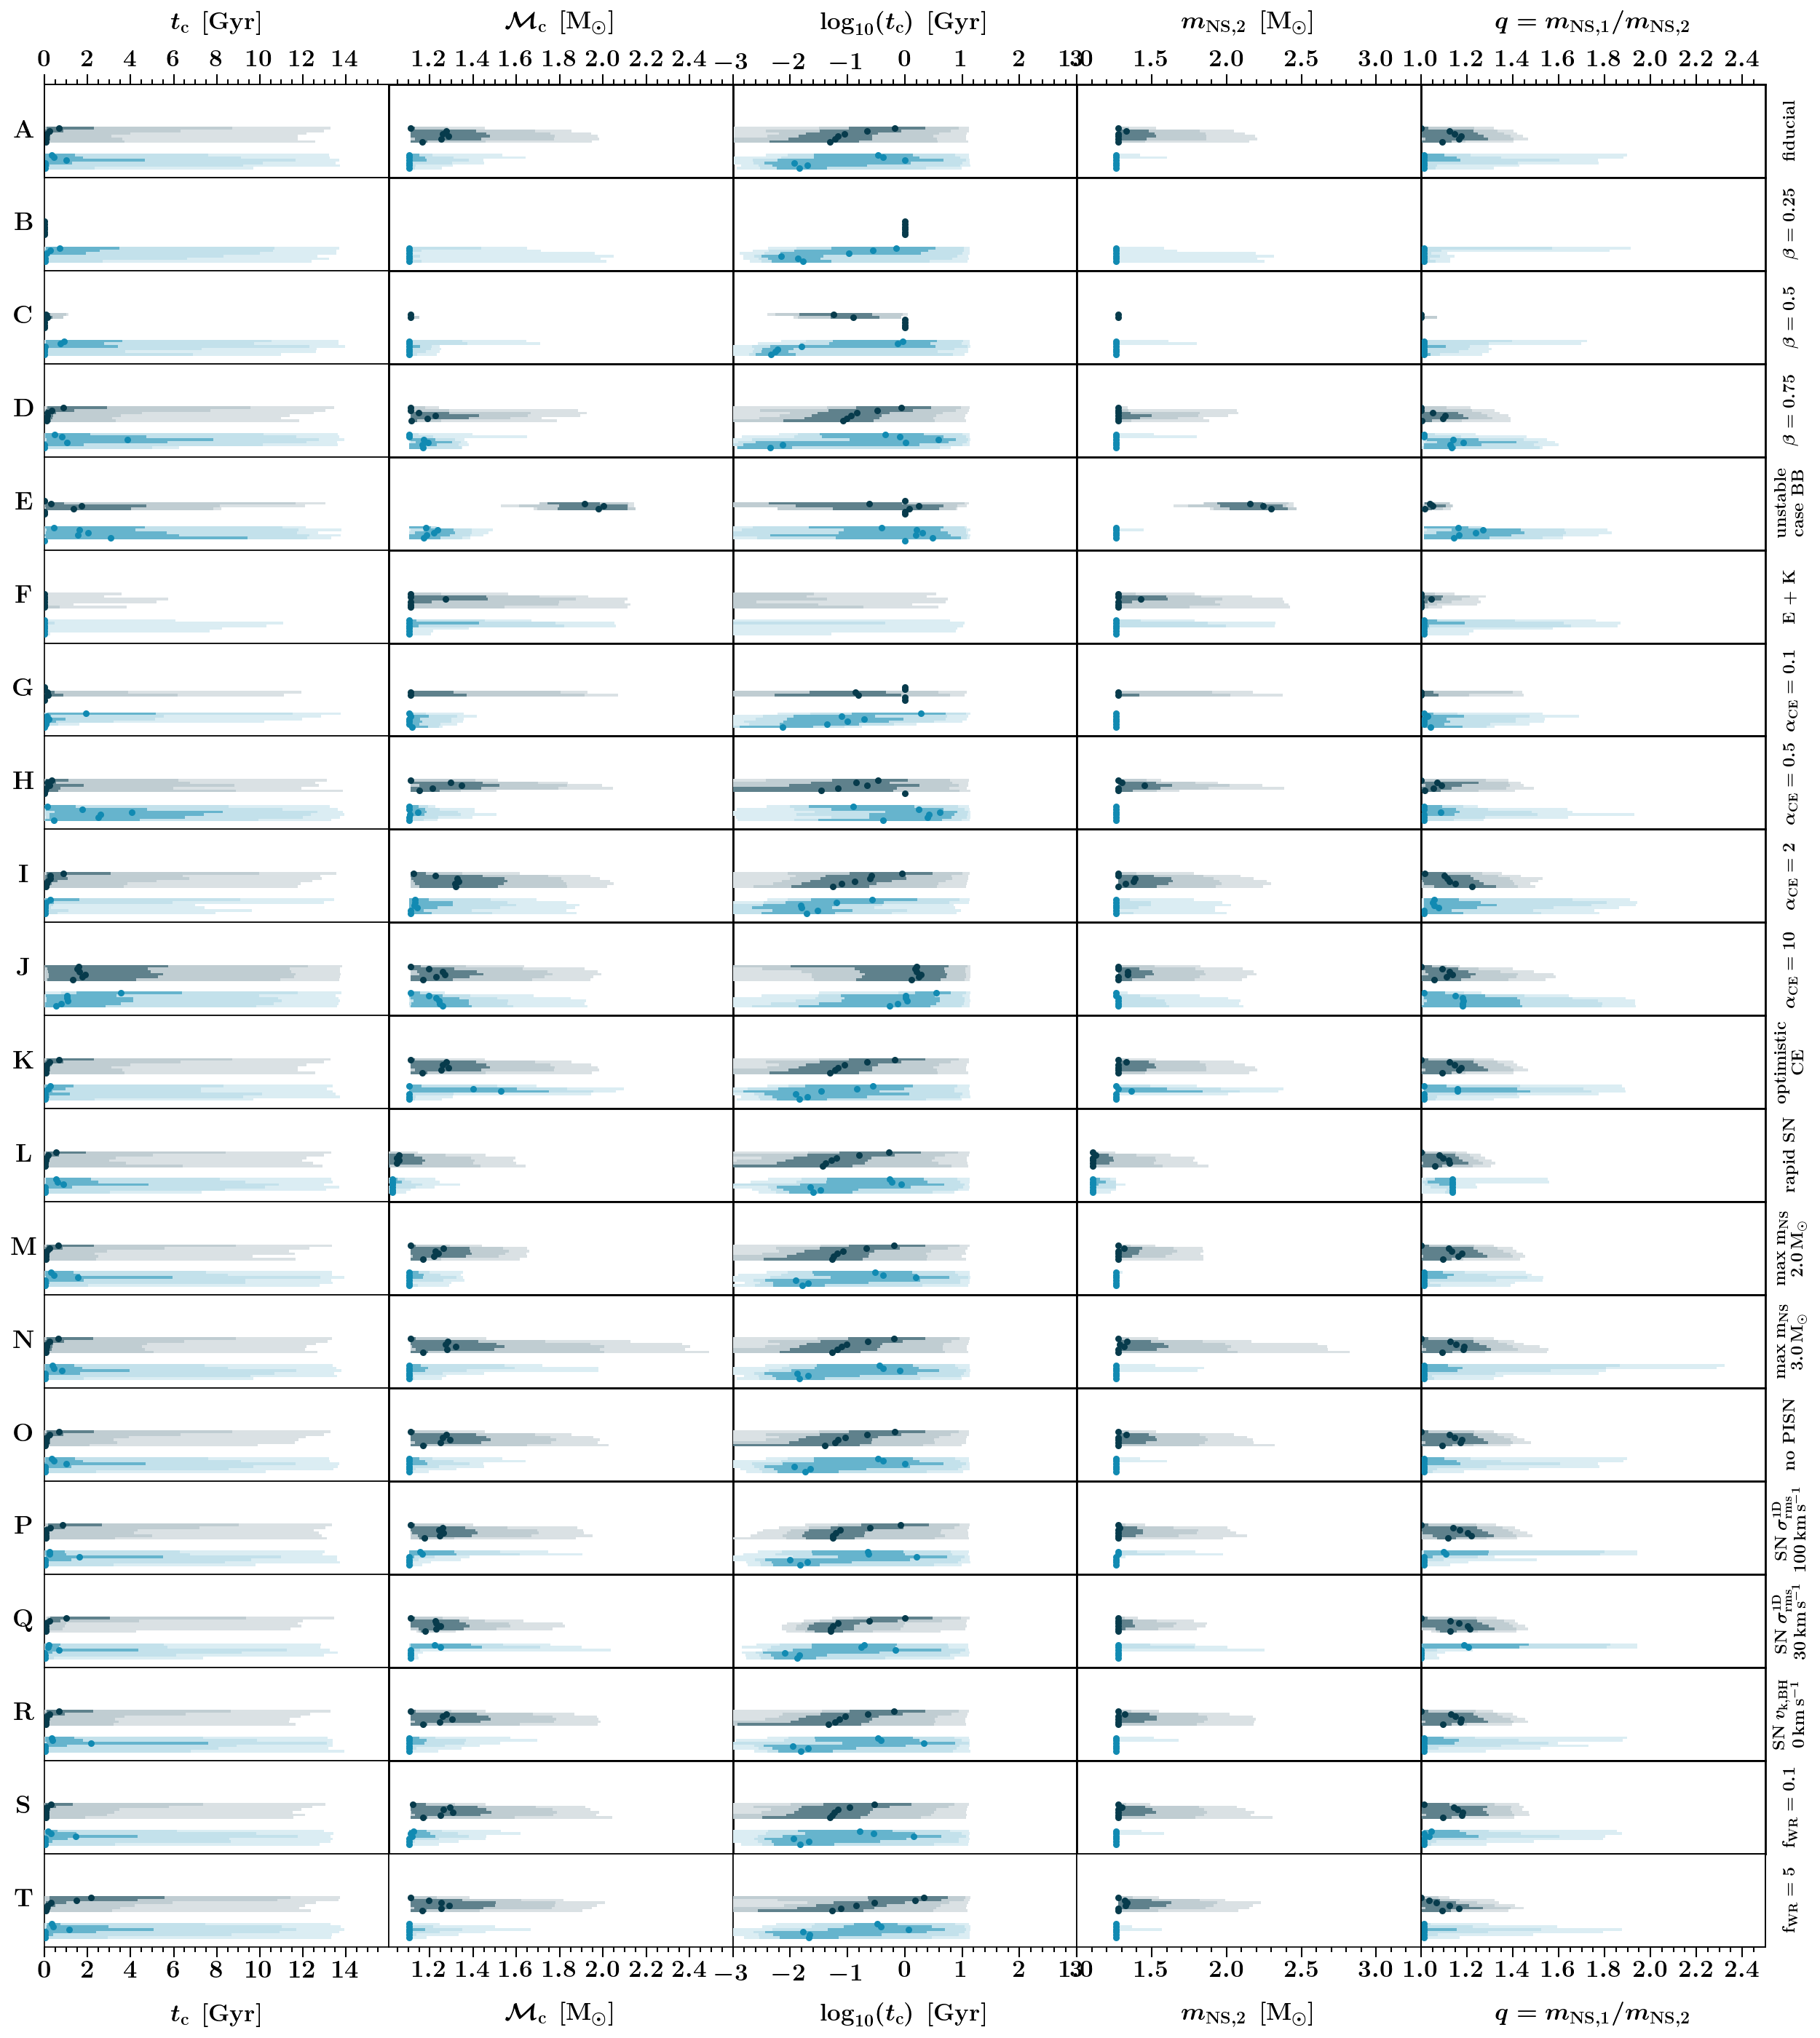 t_c [Gyr] ℳ_c [M_⊙] log₁₀(t_c) [Gyr] m_NS,2 [M_⊙] q = m_NS,1/m_NS,2
0 2 4 6 8 10 12 14 1.2 1.4 1.6 1.8 2.0 2.2 2.4 −3 −2 −1 0 1 2 3 1.0 1.5 2.0 2.5 3.0 1.0 1.2 1.4 1.6 1.8 2.0 2.2 2.4
A fiducial
B β = 0.25
C β = 0.5
D β = 0.75
E unstable
case BB
F E + K
G α_CE = 0.1
H α_CE = 0.5
I α_CE = 2
J α_CE = 10
K optimistic
CE
L rapid SN
M max m_NS
2.0 M_⊙
N max m_NS
3.0 M_⊙
O no PISN
P SN σ_rms^1D
100 km s⁻¹
Q SN σ_rms^1D
30 km s⁻¹
R SN v_k,BH
0 km s⁻¹
S f_WR = 0.1
T f_WR = 5
0 2 4 6 8 10 12 14 1.2 1.4 1.6 1.8 2.0 2.2 2.4 −3 −2 −1 0 1 2 3 1.0 1.5 2.0 2.5 3.0 1.0 1.2 1.4 1.6 1.8 2.0 2.2 2.4
t_c [Gyr] ℳ_c [M_⊙] log₁₀(t_c) [Gyr] m_NS,2 [M_⊙] q = m_NS,1/m_NS,2